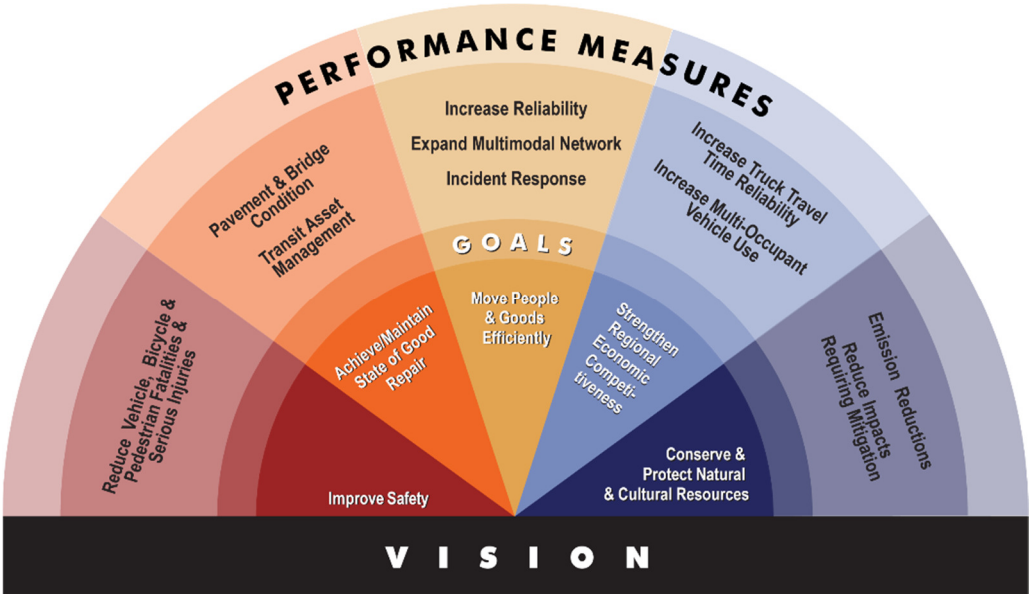 PERFORMANCE MEASURES
Reduce Vehicle, Bicycle &
Pedestrian Fatalities &
Serious Injuries
Pavement & Bridge
Condition
Transit Asset
Management
Increase Reliability
Expand Multimodal Network
Incident Response
Increase Truck Travel
Time Reliability
Increase Multi-Occupant
Vehicle Use
Emission Reductions
Reduce Impacts
Requiring Mitigation
GOALS
Improve Safety
Achieve/Maintain
State of Good
Repair
Move People
& Goods
Efficiently
Strengthen
Regional
Economic
Competi-
tiveness
Conserve &
Protect Natural
& Cultural Resources
VISION